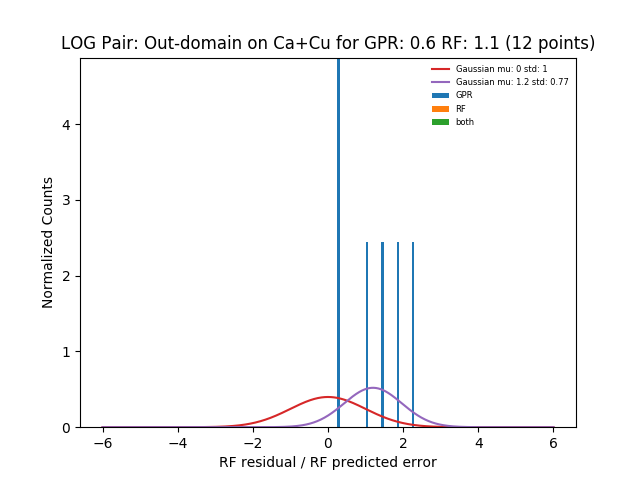 LOG Pair: Out-domain on Ca+Cu for GPR: 0.6 RF: 1.1 (12 points)
Gaussian mu: 0 std: 1
Gaussian mu: 1.2 std: 0.77
GPR
RF
both
Normalized Counts
4
3
2
1
0
−6 −4 −2 0 2 4 6
RF residual / RF predicted error